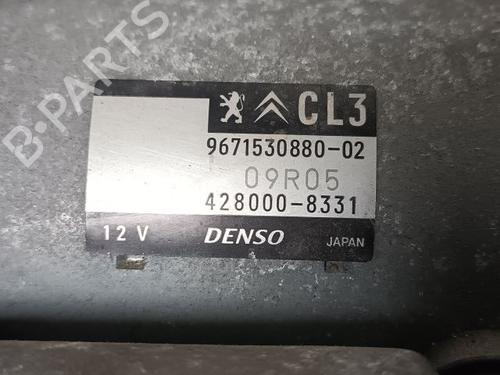 B-PARTS
CL3
9671530880-02
09R05
428000-8331
12 V DENSO JAPAN